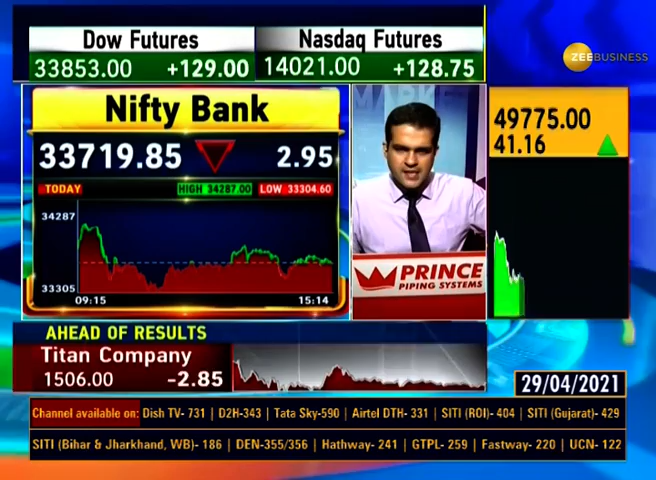 Dow Futures
33853.00 +129.00
Nasdaq Futures
14021.00 +128.75
ZEE BUSINESS
Nifty Bank
33719.85 2.95
TODAY HIGH 34287.00 LOW 33304.60
34287
33305
09:15 15:14
MARKE
PRINCE
PIPING SYSTEMS
49775.00
41.16
AHEAD OF RESULTS
Titan Company
1506.00 -2.85
29/04/2021
Channel available on: Dish TV- 731 | D2H-343 | Tata Sky-590 | Airtel DTH- 331 | SITI (ROI)- 404 | SITI (Gujarat)- 429
SITI (Bihar & Jharkhand, WB)- 186 | DEN-355/356 | Hathway- 241 | GTPL- 259 | Fastway- 220 | UCN- 122